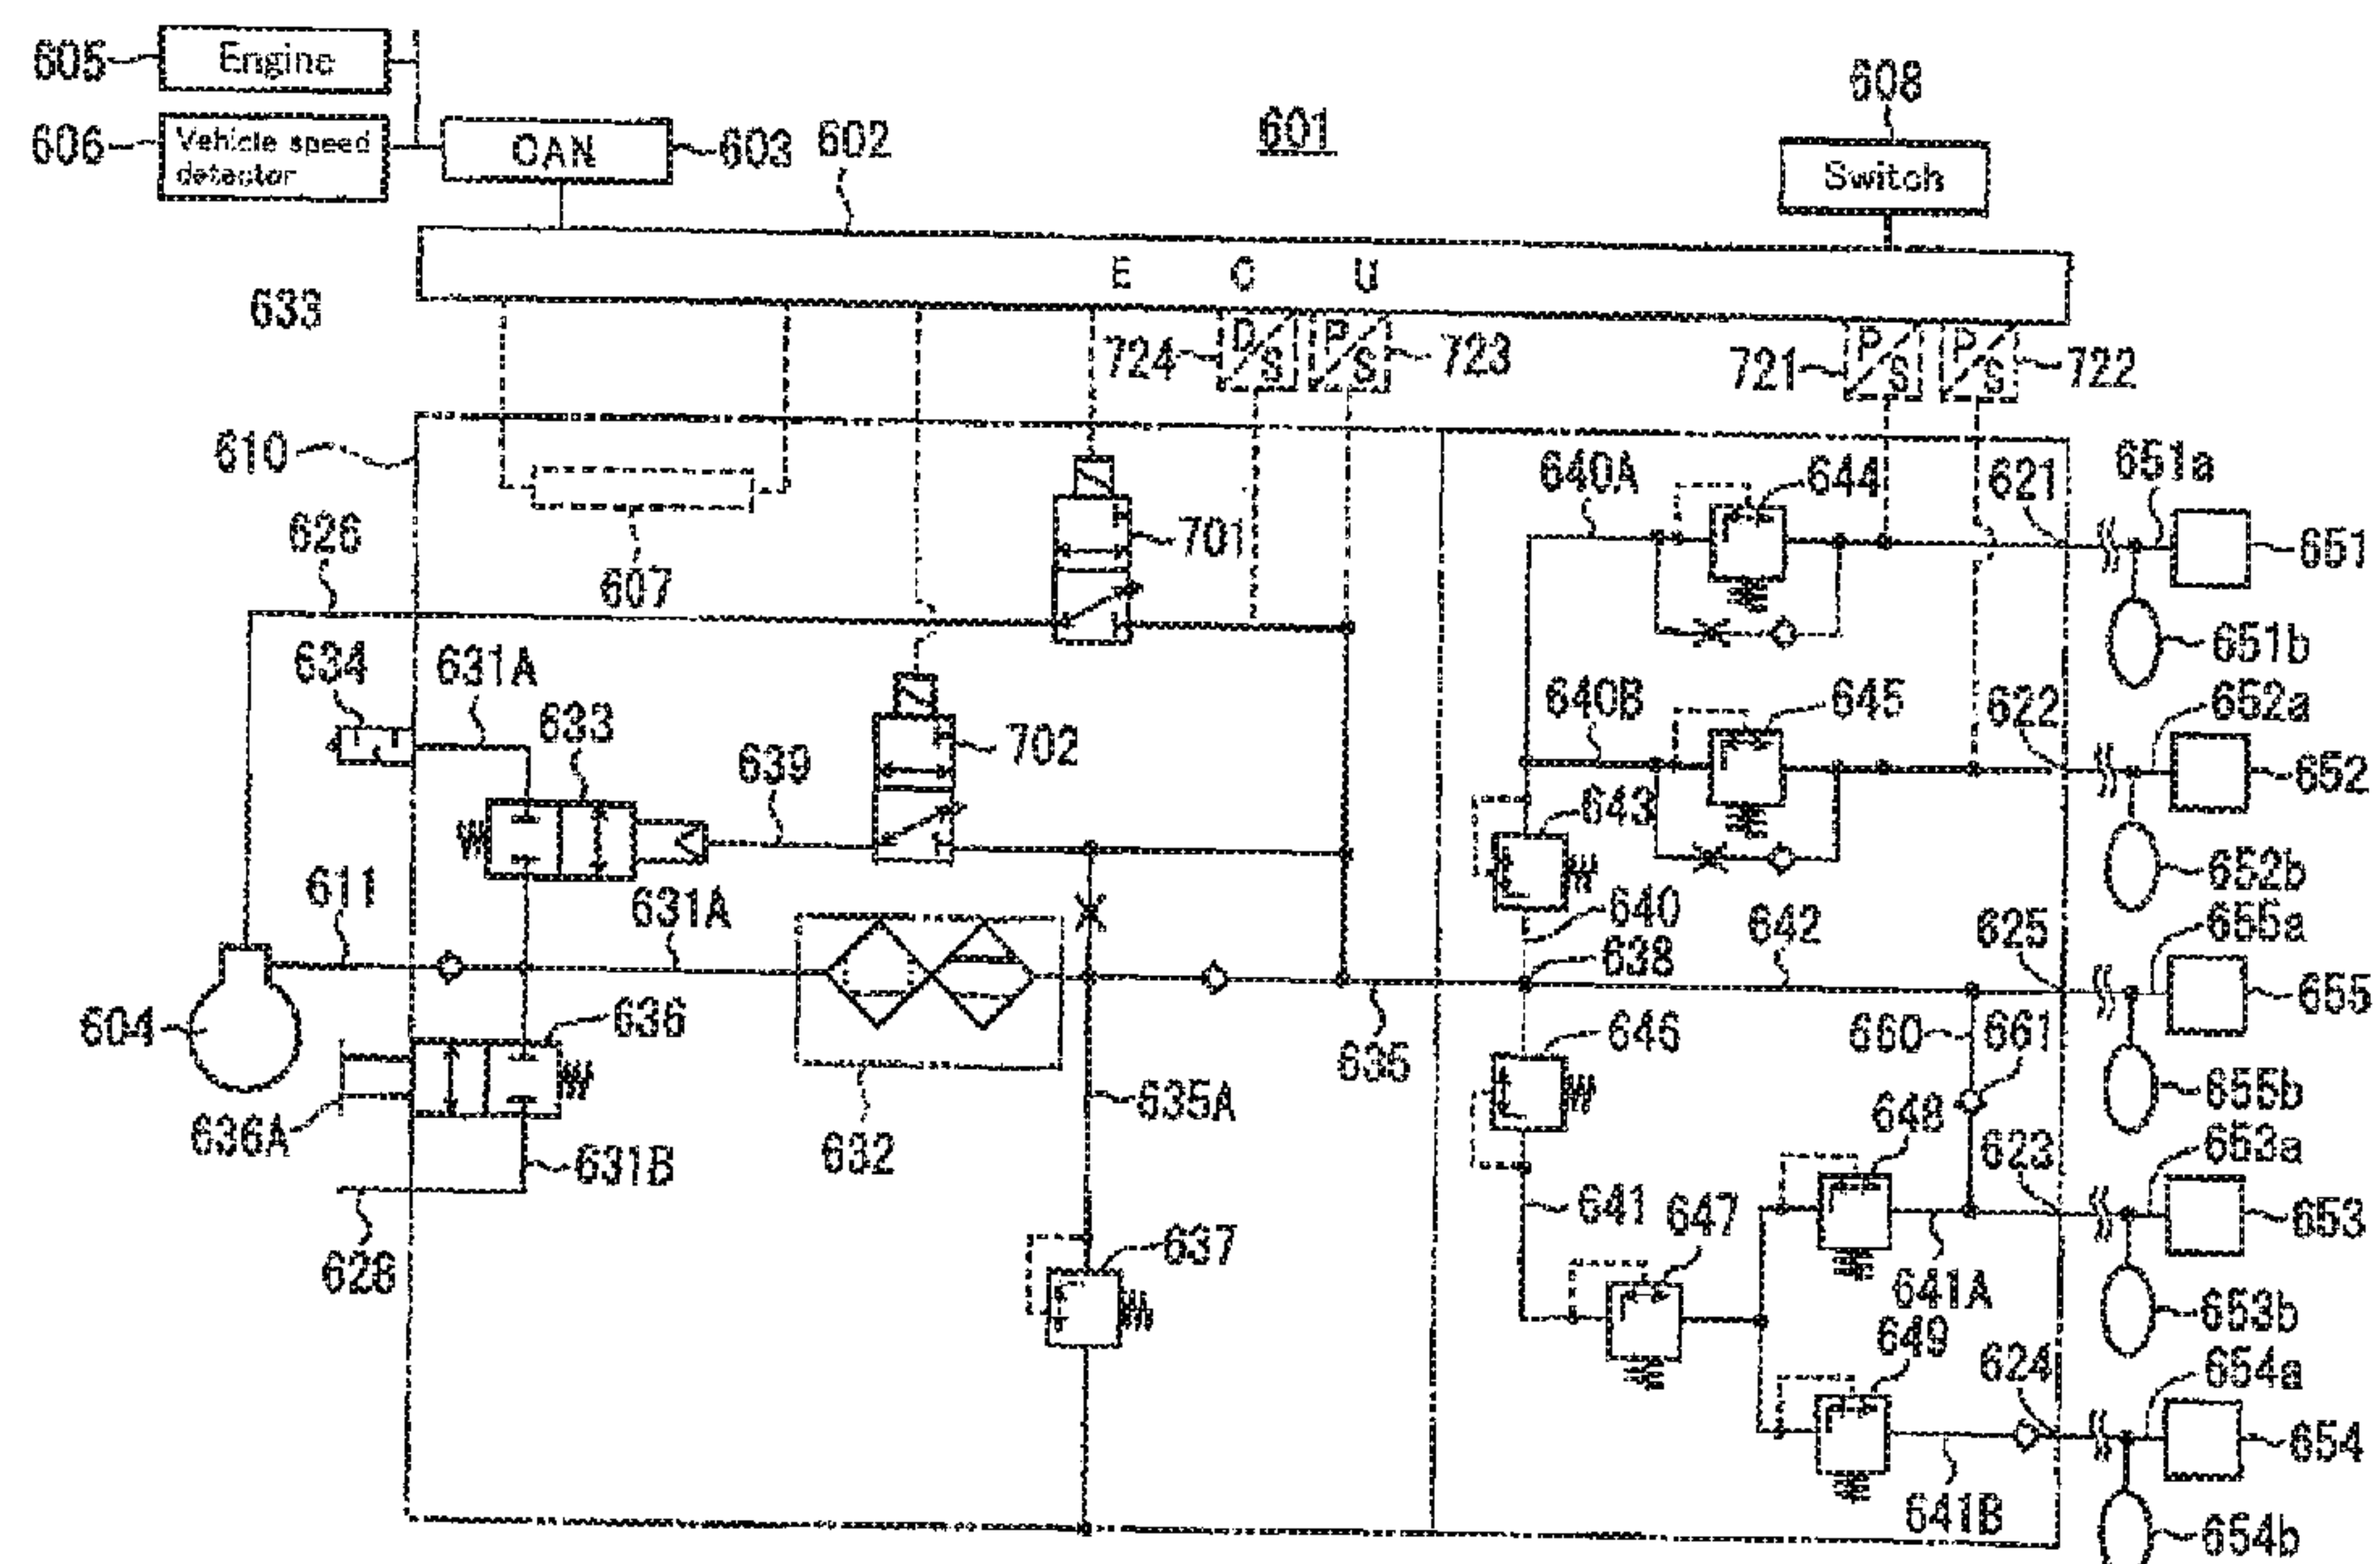 605 Engine
608
606 Vehicle speed detector
CAN 603 602
601
Switch
E C U
633
724 D/S P/S 723
721 P/S P/S 722
610
640A 644 621 651a
626
701
651
607
634 631A
651b
633
640B 645 622 652a
702
639
652
643
611
631A
652b
640 642 625 655a
638
604
636
646
655
635
660 661
636A
635A
648
655b
632
631B
623 653a
641 647
637
653
628
641A
653b
649
624 654a
654
641B
654b